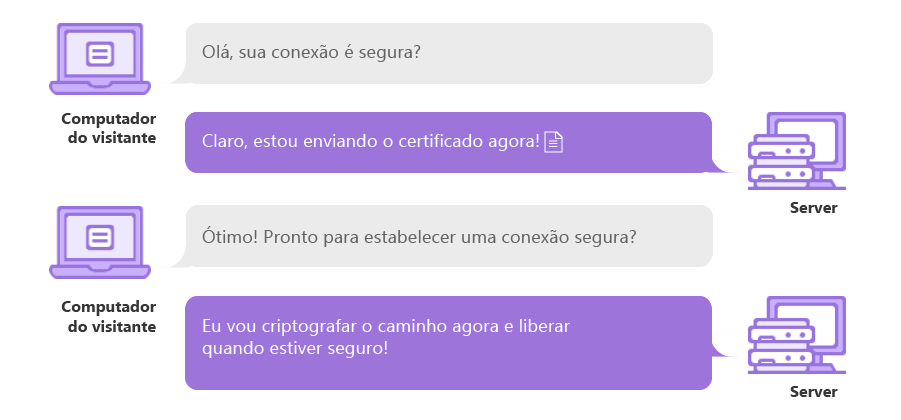 Olá, sua conexão é segura?
Computador
do visitante
Claro, estou enviando o certificado agora!
Server
Ótimo! Pronto para estabelecer uma conexão segura?
Computador
do visitante
Eu vou criptografar o caminho agora e liberar
quando estiver seguro!
Server